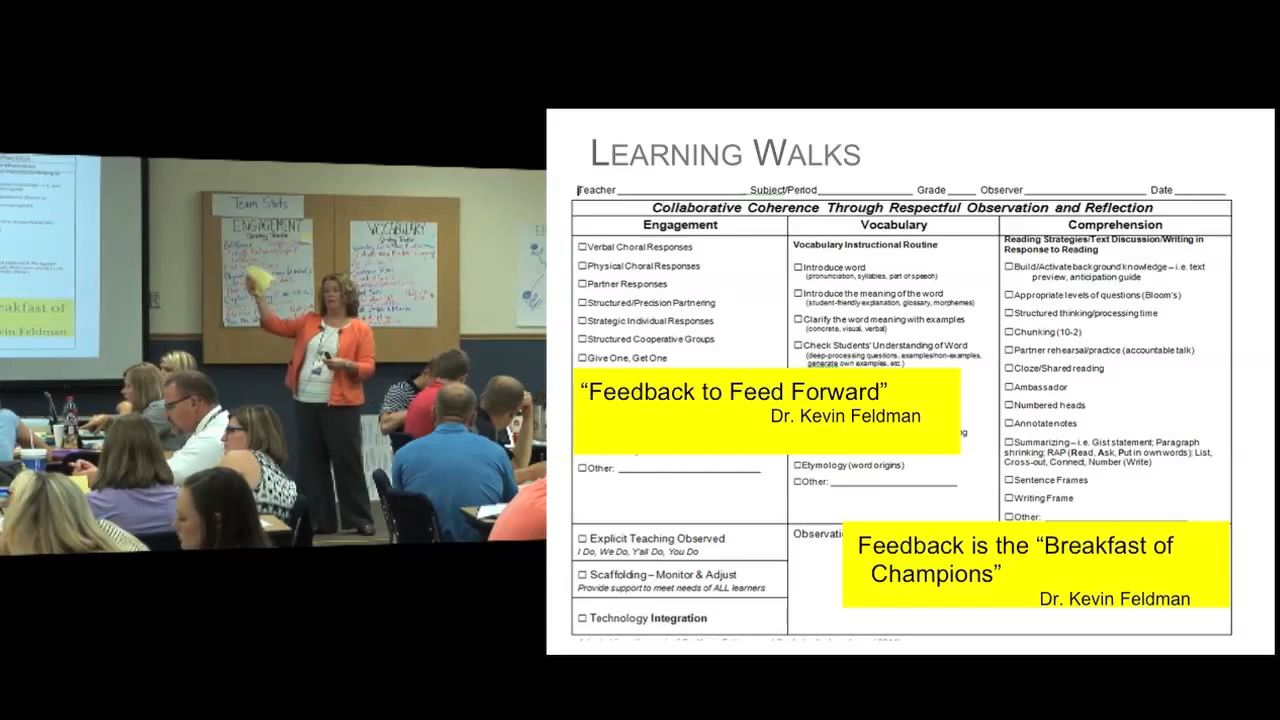 LEARNING WALKS
Teacher Subject/Period Grade Observer Date
Collaborative Coherence Through Respectful Observation and Reflection
Engagement
Verbal Choral Responses
Physical Choral Responses
Partner Responses
Structured/Precision Partnering
Strategic Individual Responses
Structured Cooperative Groups
Give One, Get One
"Feedback to Feed Forward"
Dr. Kevin Feldman
Other:
Vocabulary
Vocabulary Instructional Routine
Introduce word
(pronunciation, syllables, part of speech)
Introduce the meaning of the word
(student-friendly explanation, glossary, morphemes)
Clarify the word meaning with examples
(concrete, visual, verbal)
Check Students' Understanding of Word
(deep-processing questions, examples/non-examples,
generate own examples, etc.)
Etymology (word origins)
Other:
Comprehension
Reading Strategies/Text Discussion/Writing in
Response to Reading
Build/Activate background knowledge – i.e. text
preview, anticipation guide
Appropriate levels of questions (Bloom's)
Structured thinking/processing time
Chunking (10-2)
Partner rehearsal/practice (accountable talk)
Cloze/Shared reading
Ambassador
Numbered heads
Annotate notes
Summarizing – i.e. Gist statement; Paragraph
shrinking; RAP (Read, Ask, Put in own words); List,
Cross-out, Connect, Number (Write)
Sentence Frames
Writing Frame
Other:
Explicit Teaching Observed
I Do, We Do, Y'all Do, You Do
Scaffolding – Monitor & Adjust
Provide support to meet needs of ALL learners
Technology Integration
Feedback is the "Breakfast of
Champions"
Dr. Kevin Feldman
Team Stats
ENGAGEMENT
VOCABULARY
eakfast of
evin Feldman